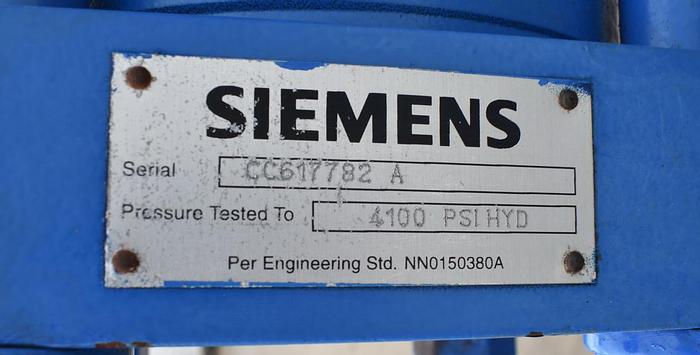 SIEMENS
Serial CC617782 A
Pressure Tested To 4100 PSI HYD
Per Engineering Std. NN0150380A